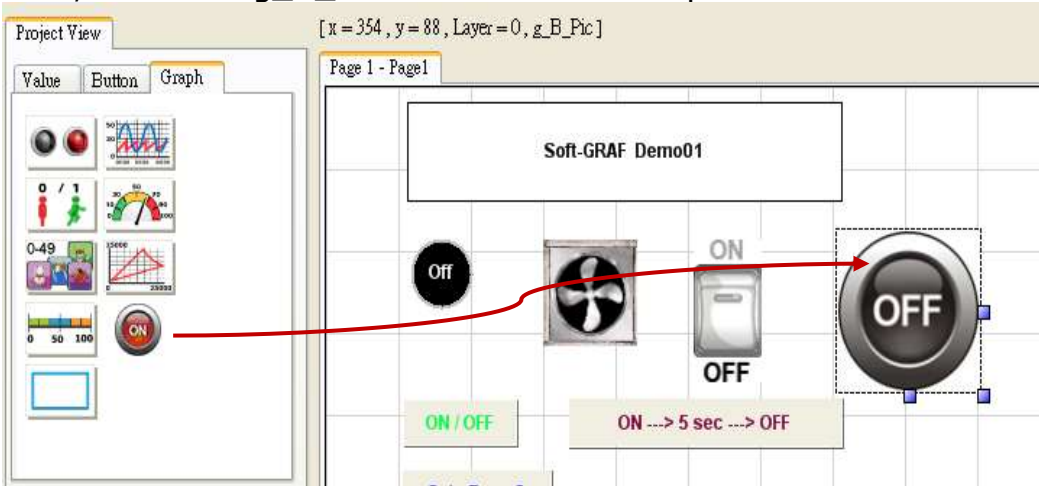 Project View
[ x = 354 , y = 88 , Layer = 0 , g_B_Pic ]
Value Button Graph
Page 1 - Page1
Soft-GRAF Demo01
0 / 1
0-49
0 50 100
ON
Off
ON
OFF
OFF
ON / OFF
ON ---> 5 sec ---> OFF